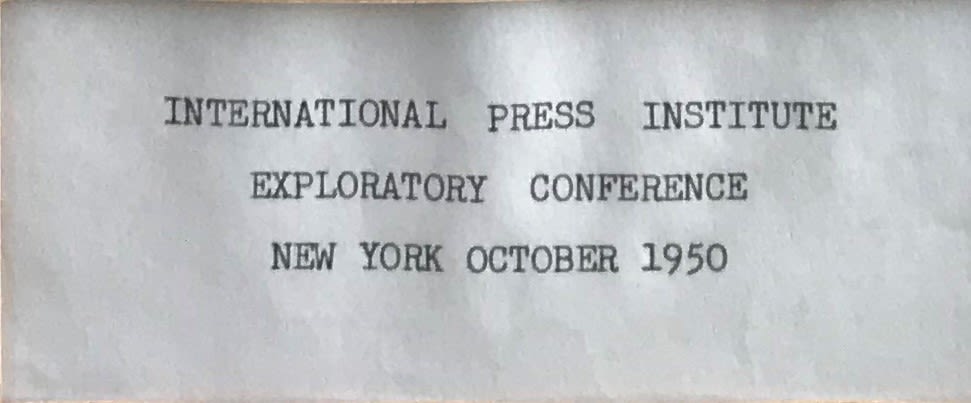 INTERNATIONAL PRESS INSTITUTE
EXPLORATORY CONFERENCE
NEW YORK OCTOBER 1950